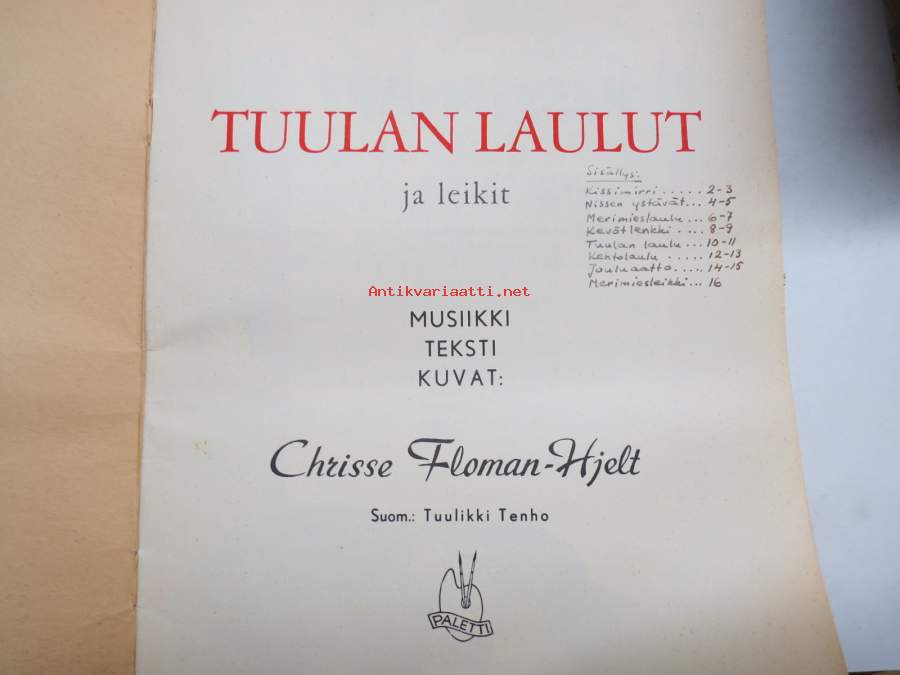 TUULAN LAULUT
ja leikit
Sisällys:
Kissimirri ..... 2-3
Nissen ystävät... 4-5
Merimieslaulu.. 6-7
Kevätlenkki .... 8-9
Tuulan laulu... 10-11
Kehtolaulu ..... 12-13
Jouluaatto..... 14-15
Merimiesleikki... 16
Antikvariaatti.net
MUSIIKKI
TEKSTI
KUVAT:
Chrisse Floman-Hjelt
Suom.: Tuulikki Tenho
PALETTI